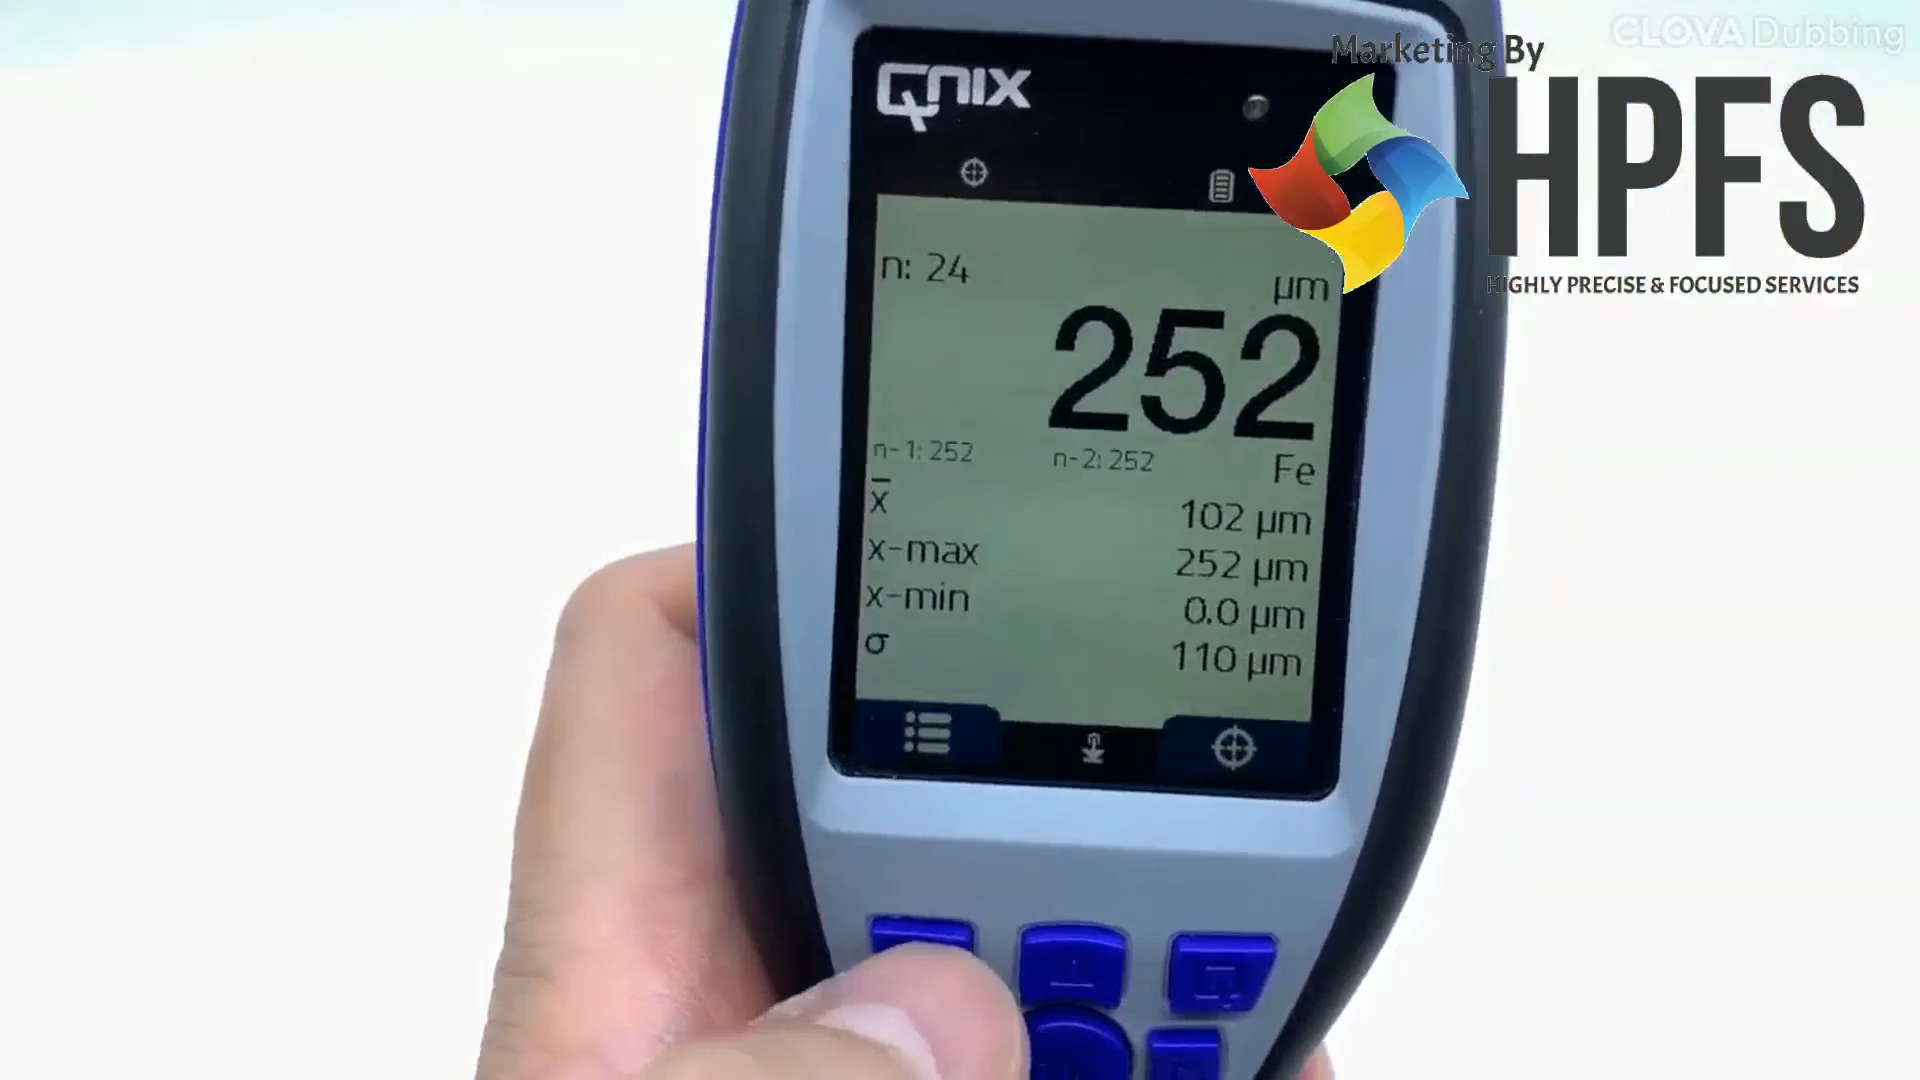 CLOVA Dubbing
Marketing By
HPFS
HIGHLY PRECISE & FOCUSED SERVICES
QNIX
n: 24
µm
252
n-1: 252 n-2: 252 Fe
x̄ 102 µm
x-max 252 µm
x-min 0.0 µm
σ 110 µm